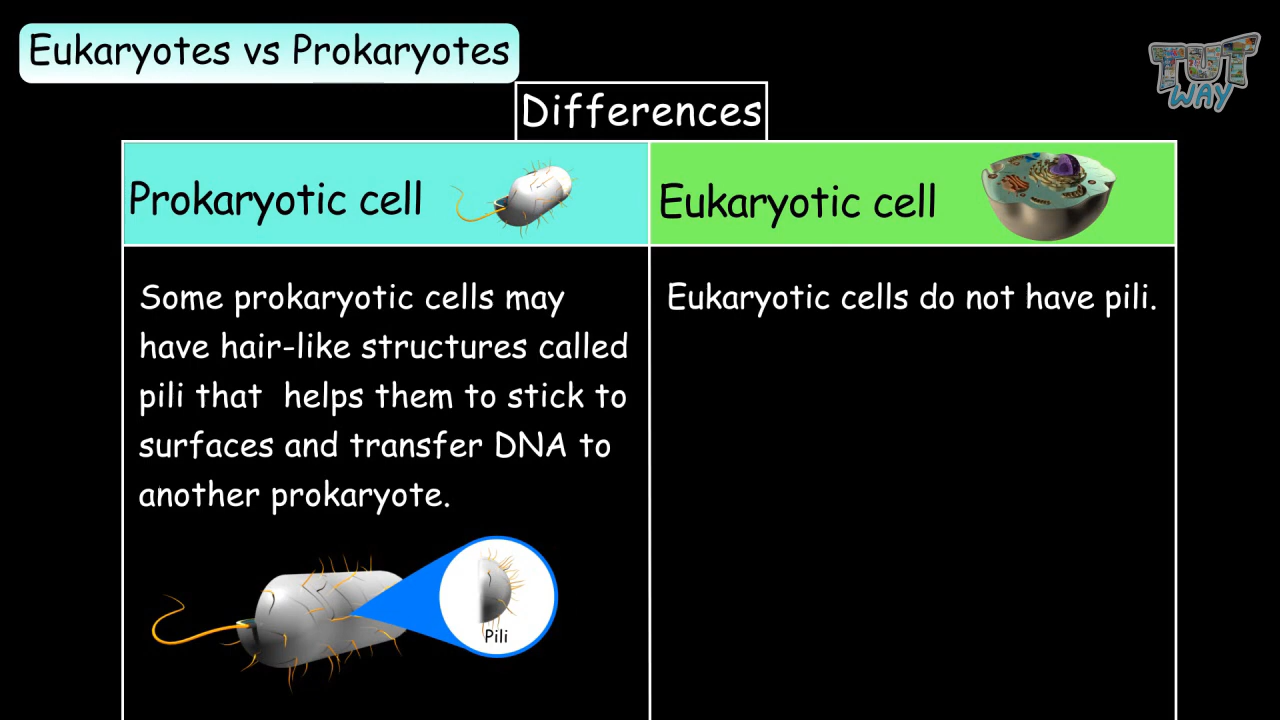 Eukaryotes vs Prokaryotes
TUT
WAY
Differences
Prokaryotic cell
Eukaryotic cell
Some prokaryotic cells may
have hair-like structures called
pili that helps them to stick to
surfaces and transfer DNA to
another prokaryote.
Pili
Eukaryotic cells do not have pili.